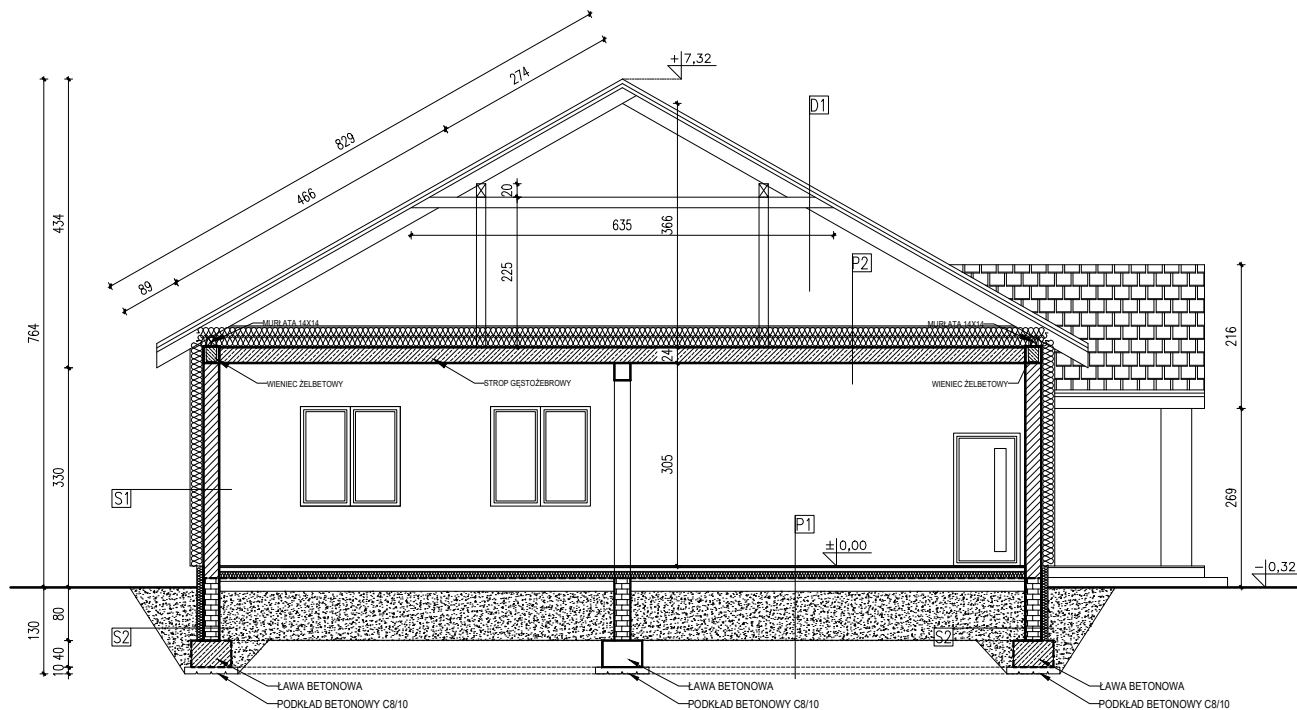 +7,32
274
D1
829
466
20
434
635
366
P2
225
89
216
764
MURŁATA 14X14
MURŁATA 14X14
24
WIENIEC ŻELBETOWY
STROP GĘSTOŻEBROWY
WIENIEC ŻELBETOWY
330
305
S1
269
P1
±0,00
-0,32
80
130
S2
S2
40
10
ŁAWA BETONOWA
ŁAWA BETONOWA
ŁAWA BETONOWA
PODKŁAD BETONOWY C8/10
PODKŁAD BETONOWY C8/10
PODKŁAD BETONOWY C8/10